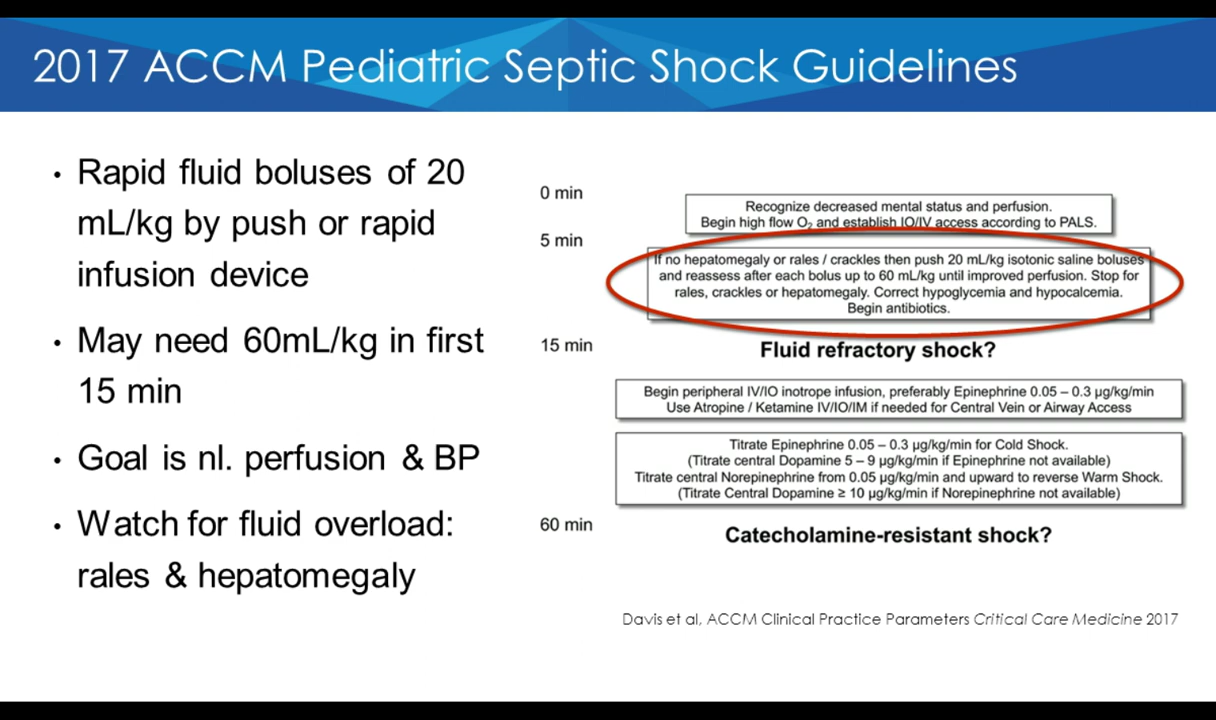 2017 ACCM Pediatric Septic Shock Guidelines
• Rapid fluid boluses of 20
mL/kg by push or rapid
infusion device
• May need 60mL/kg in first
15 min
• Goal is nl. perfusion & BP
• Watch for fluid overload:
rales & hepatomegaly
0 min
Recognize decreased mental status and perfusion.
Begin high flow O₂ and establish IO/IV access according to PALS.
5 min
If no hepatomegaly or rales / crackles then push 20 mL/kg isotonic saline boluses
and reassess after each bolus up to 60 mL/kg until improved perfusion. Stop for
rales, crackles or hepatomegaly. Correct hypoglycemia and hypocalcemia.
Begin antibiotics.
15 min
Fluid refractory shock?
Begin peripheral IV/IO inotrope infusion, preferably Epinephrine 0.05 – 0.3 µg/kg/min
Use Atropine / Ketamine IV/IO/IM if needed for Central Vein or Airway Access
Titrate Epinephrine 0.05 – 0.3 µg/kg/min for Cold Shock.
(Titrate central Dopamine 5 – 9 µg/kg/min if Epinephrine not available)
Titrate central Norepinephrine from 0.05 µg/kg/min and upward to reverse Warm Shock.
(Titrate Central Dopamine ≥ 10 µg/kg/min if Norepinephrine not available)
60 min
Catecholamine-resistant shock?
Davis et al, ACCM Clinical Practice Parameters Critical Care Medicine 2017